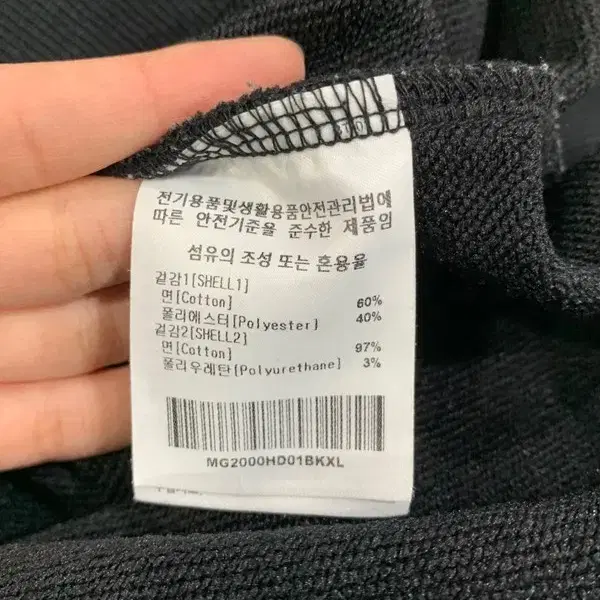 전기용품및생활용품안전관리법에
따른 안전기준을 준수한 제품임
섬유의 조성 또는 혼용율
겉감1[SHELL1]
면[Cotton] 60%
폴리에스터[Polyester] 40%
겉감2[SHELL2]
면[Cotton] 97%
폴리우레탄[Polyurethane] 3%
MG2000HD01BKXL